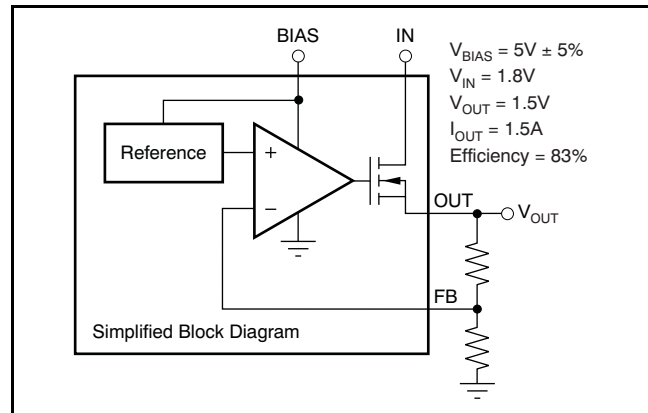 BIAS
IN
V_BIAS = 5V ± 5%
V_IN = 1.8V
V_OUT = 1.5V
I_OUT = 1.5A
Efficiency = 83%
Reference
+
−
OUT
V_OUT
FB
Simplified Block Diagram